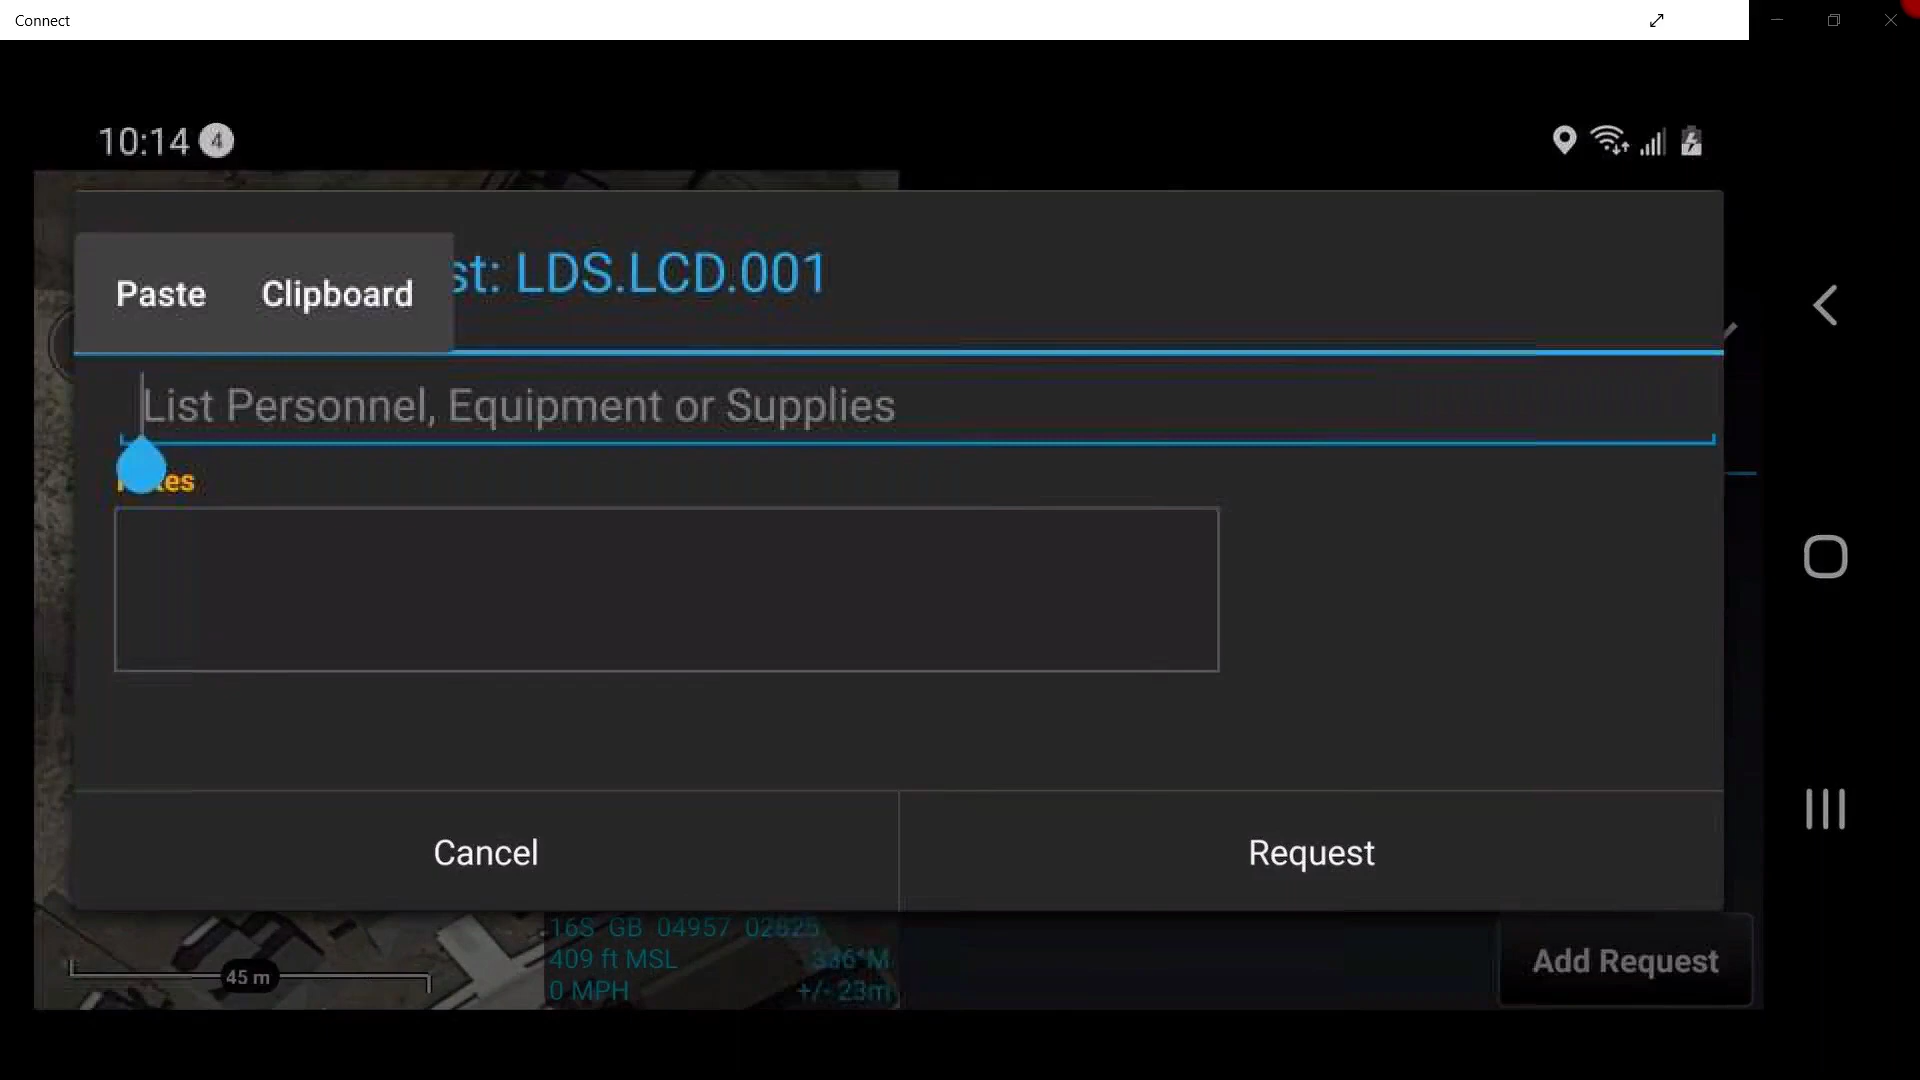 Connect
10:14 4
Paste Clipboard st: LDS.LCD.001
List Personnel, Equipment or Supplies
Cancel Request
16S GB 04957 02825
409 ft MSL 336°M
45 m
0 MPH +/- 23m
Add Request